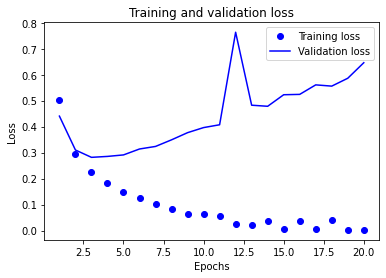 Training and validation loss
Training loss
Validation loss
0.8
0.7
0.6
0.5
0.4
0.3
0.2
0.1
0.0
Loss
2.5 5.0 7.5 10.0 12.5 15.0 17.5 20.0
Epochs